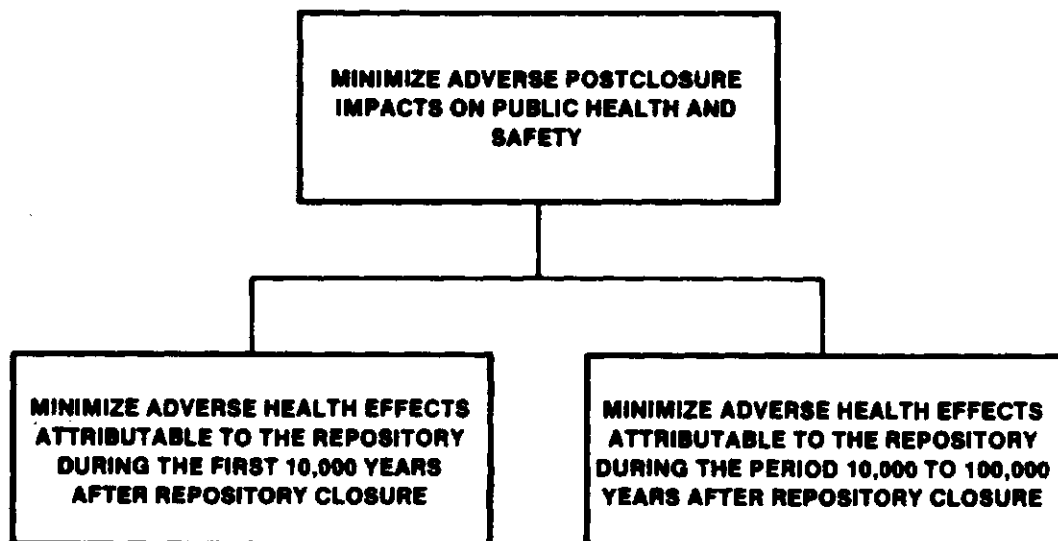 MINIMIZE ADVERSE POSTCLOSURE
IMPACTS ON PUBLIC HEALTH AND
SAFETY
MINIMIZE ADVERSE HEALTH EFFECTS
ATTRIBUTABLE TO THE REPOSITORY
DURING THE FIRST 10,000 YEARS
AFTER REPOSITORY CLOSURE
MINIMIZE ADVERSE HEALTH EFFECTS
ATTRIBUTABLE TO THE REPOSITORY
DURING THE PERIOD 10,000 TO 100,000
YEARS AFTER REPOSITORY CLOSURE